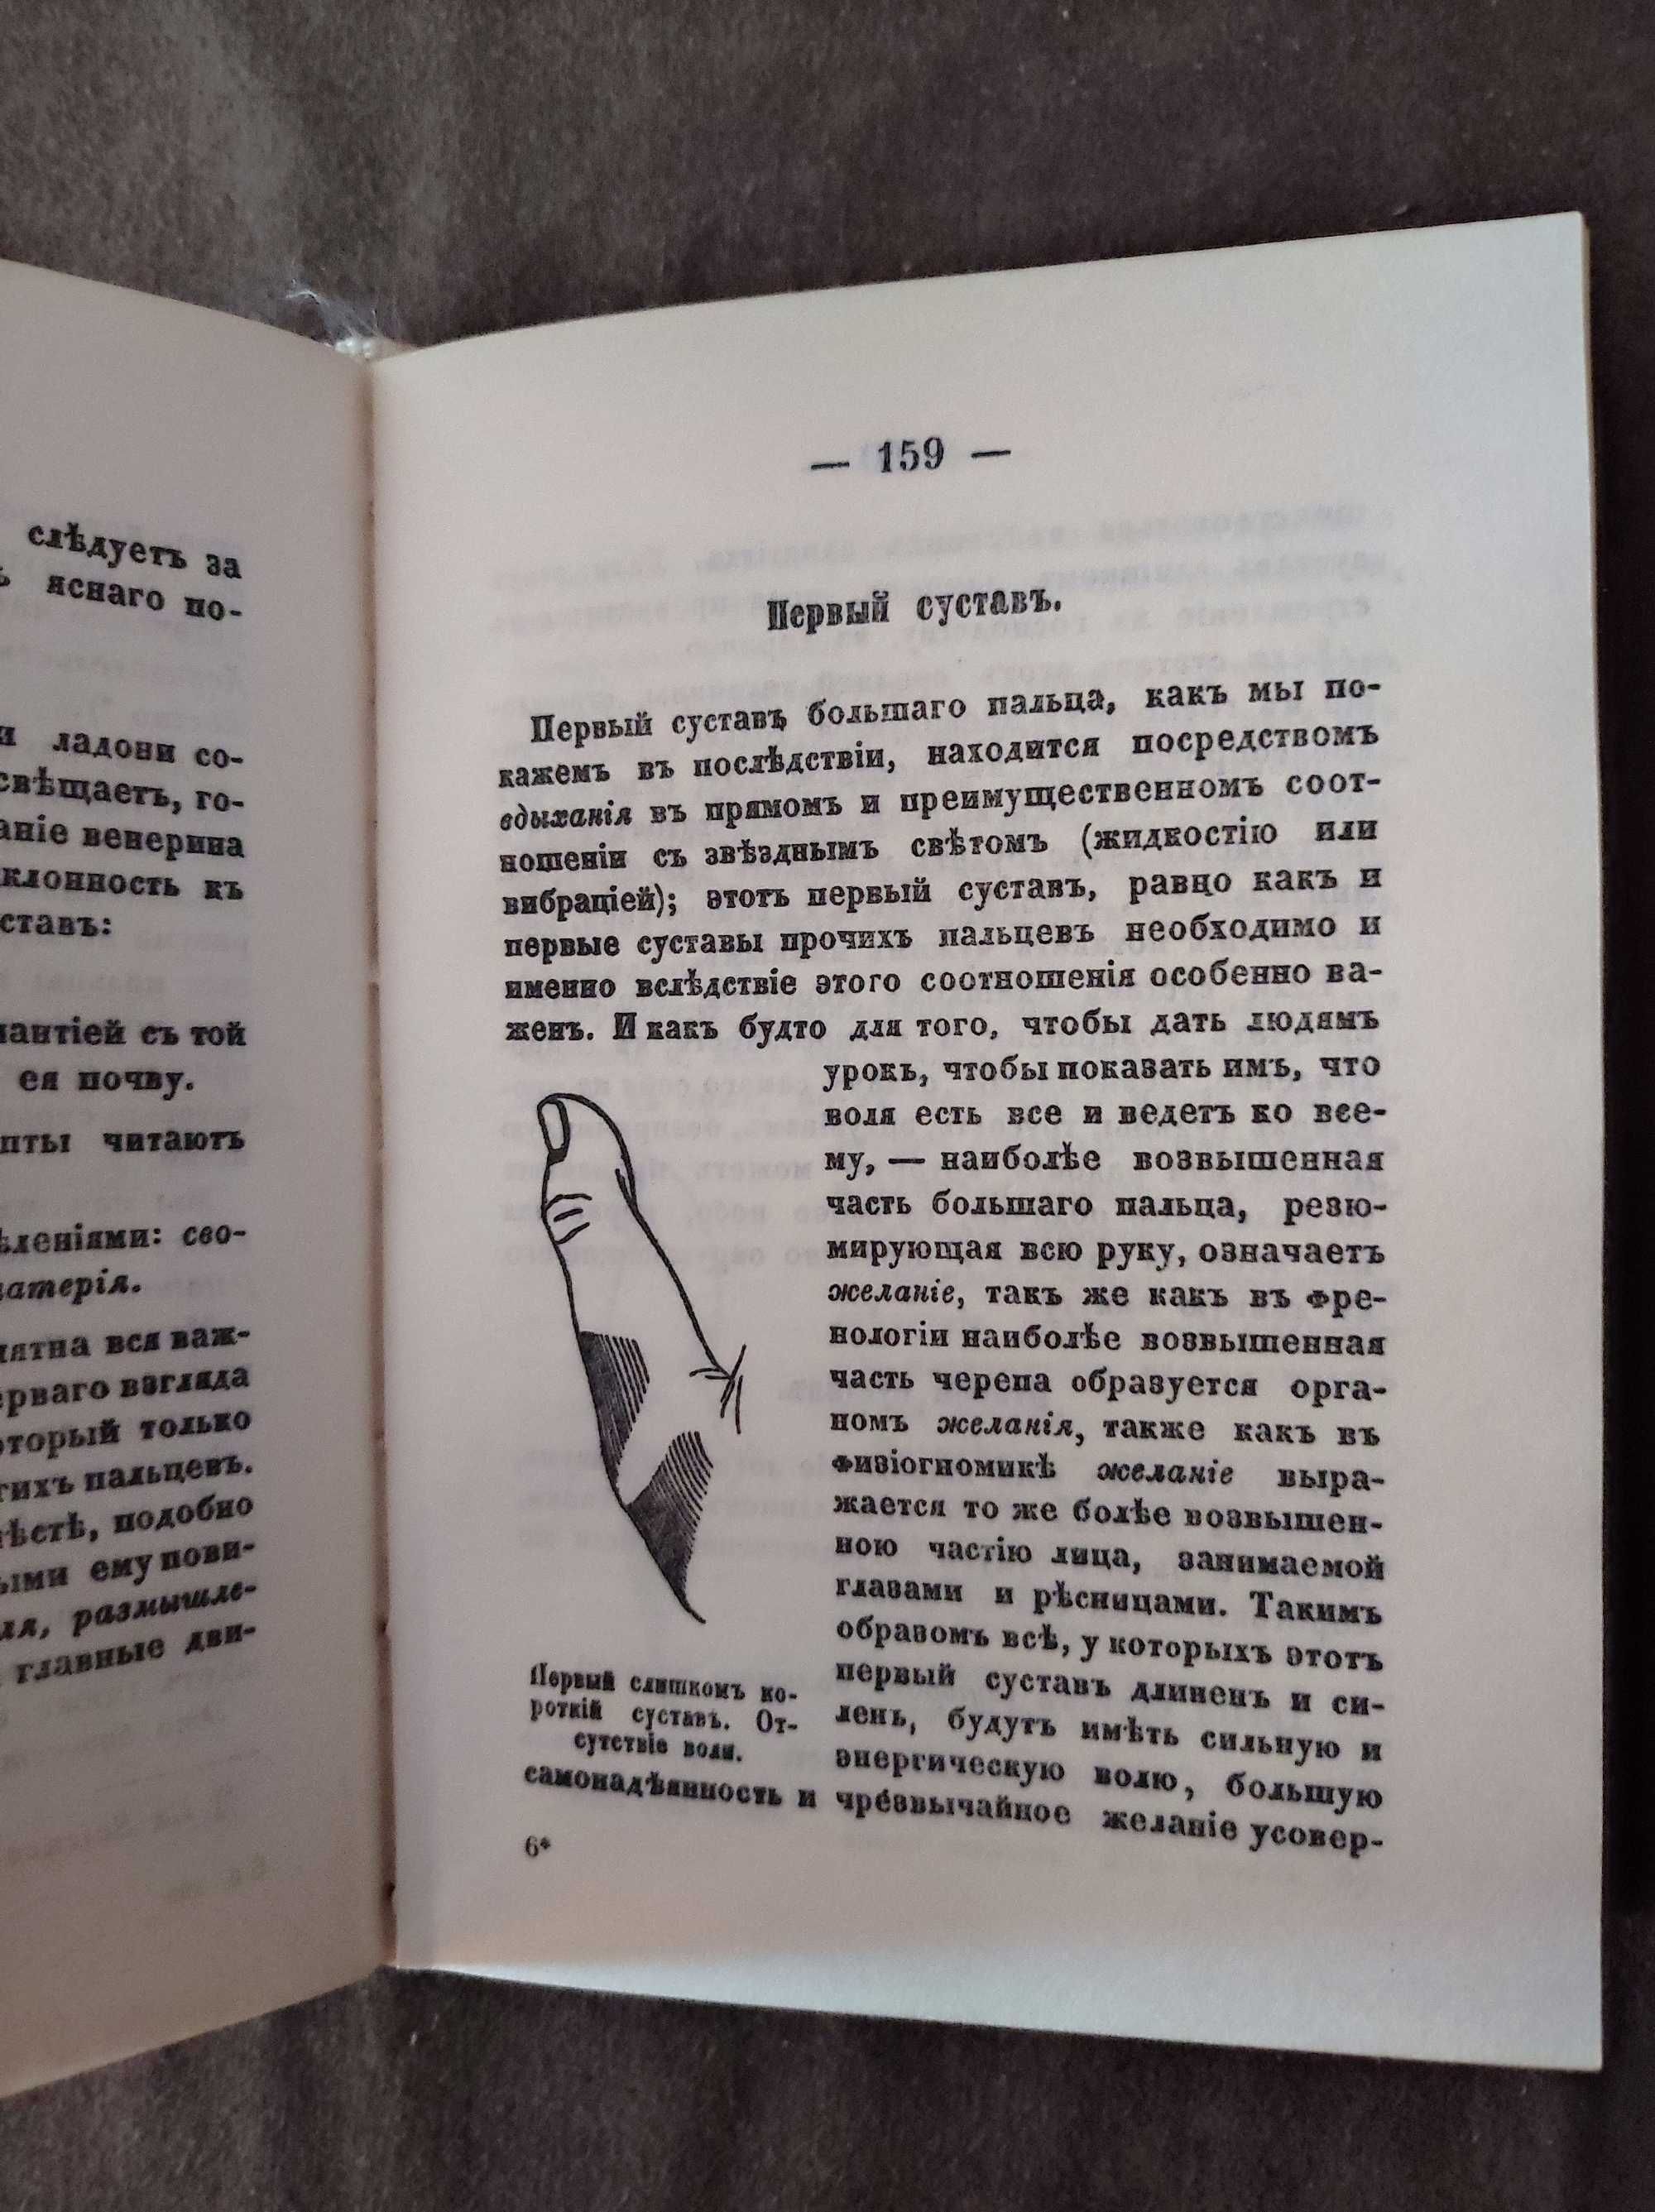 слѣдуетъ за
яснаго по-
ладони со-
свѣщаетъ, го-
аніе венерина
клонность къ
ставъ:
мантіей съ той
ея почву.
пты читаютъ
ѣленіями: сво-
матерія.
нятна вся важ-
ерваго взгляда
оторый только
гихъ пальцевъ.
мѣстѣ, подобно
ыми ему пови-
ля, размышле-
главные дви-
— 159 —
Первый суставъ.
Первый суставъ большаго пальца, какъ мы по-
кажемъ въ послѣдствіи, находится посредствомъ
вдыханія въ прямомъ и преимущественномъ соот-
ношеніи съ звѣзднымъ свѣтомъ (жидкостію или
вибраціей); этотъ первый суставъ, равно какъ и
первые суставы прочихъ пальцевъ необходимо и
именно вслѣдствіе этого соотношенія особенно ва-
женъ. И какъ будто для того, чтобы дать людямъ
урокъ, чтобы показать имъ, что
воля есть все и ведетъ ко все-
му, — наиболѣе возвышенная
часть большаго пальца, резю-
мирующая всю руку, означаетъ
желаніе, такъ же какъ въ фре-
нологіи наиболѣе возвышенная
часть черепа образуется орга-
номъ желанія, также какъ въ
физіогномикѣ желаніе выра-
жается то же болѣе возвышен-
ною частію лица, занимаемой
глазами и рѣсницами. Такимъ
образомъ всѣ, у которыхъ этотъ
первый суставъ длиненъ и си-
ленъ, будутъ имѣть сильную и
энергическую волю, большую
Первый слишкомъ ко-
роткій суставъ. От-
сутствіе воли.
самонадѣянность и чрезвычайное желаніе усовер-
6*